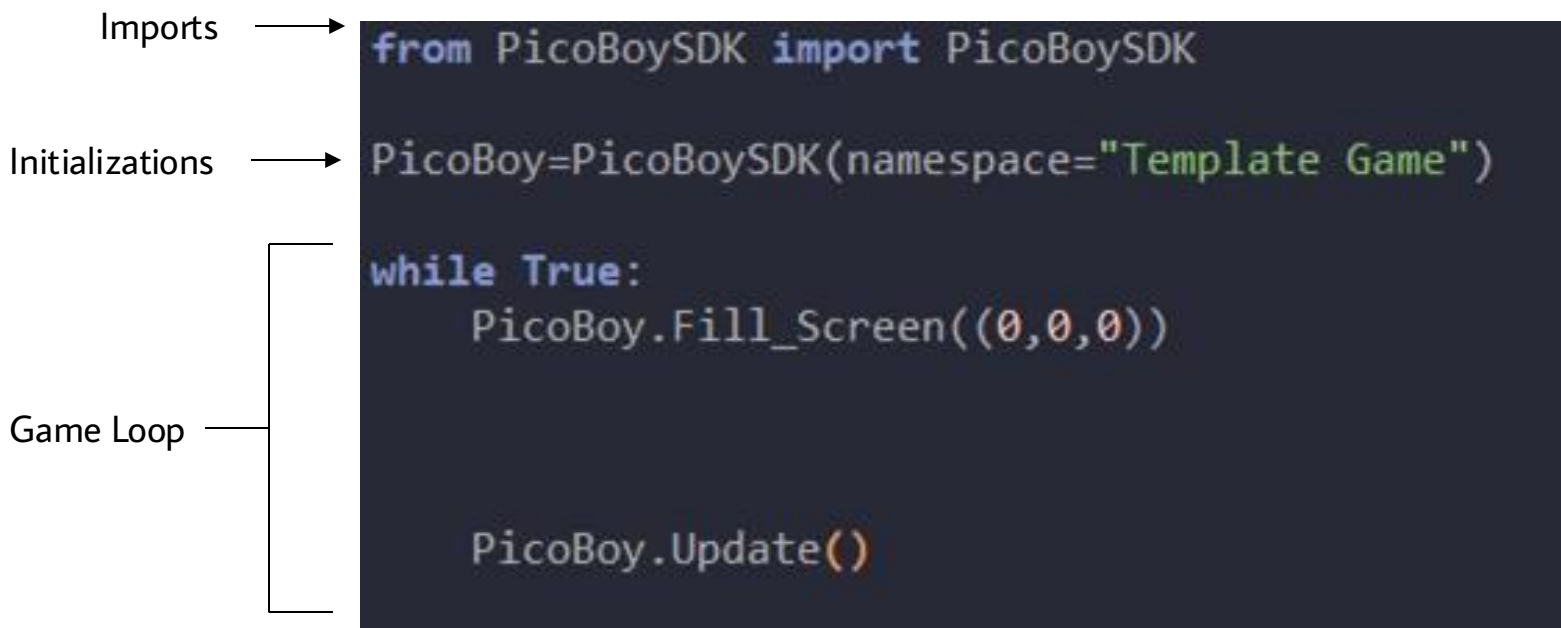 Imports
from PicoBoySDK import PicoBoySDK
Initializations
PicoBoy=PicoBoySDK(namespace="Template Game")
while True:
    PicoBoy.Fill_Screen((0,0,0))
Game Loop
    PicoBoy.Update()